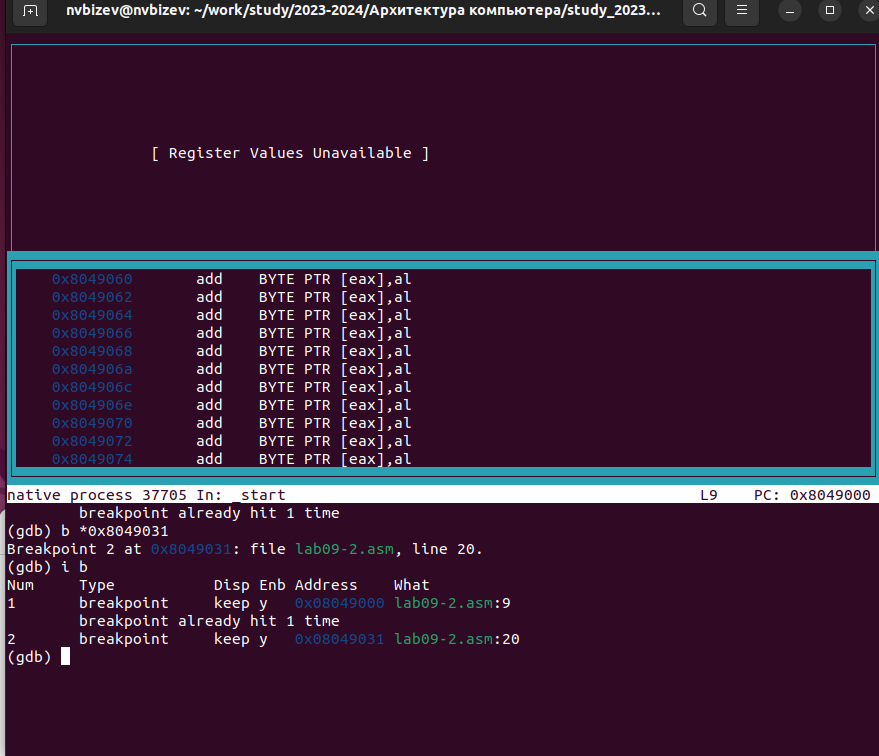 nvbizev@nvbizev: ~/work/study/2023-2024/Архитектура компьютера/study_2023...
[ Register Values Unavailable ]
0x8049060 add BYTE PTR [eax],al
0x8049062 add BYTE PTR [eax],al
0x8049064 add BYTE PTR [eax],al
0x8049066 add BYTE PTR [eax],al
0x8049068 add BYTE PTR [eax],al
0x804906a add BYTE PTR [eax],al
0x804906c add BYTE PTR [eax],al
0x804906e add BYTE PTR [eax],al
0x8049070 add BYTE PTR [eax],al
0x8049072 add BYTE PTR [eax],al
0x8049074 add BYTE PTR [eax],al
native process 37705 In: _start L9 PC: 0x8049000
breakpoint already hit 1 time
(gdb) b *0x8049031
Breakpoint 2 at 0x8049031: file lab09-2.asm, line 20.
(gdb) i b
Num Type Disp Enb Address What
1 breakpoint keep y 0x08049000 lab09-2.asm:9
breakpoint already hit 1 time
2 breakpoint keep y 0x08049031 lab09-2.asm:20
(gdb)